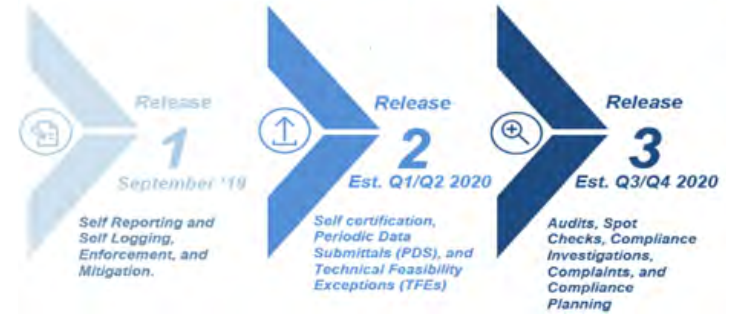 Release
1
September '19
Self Reporting and
Self Logging,
Enforcement, and
Mitigation.
Release
2
Est. Q1/Q2 2020
Self certification,
Periodic Data
Submittals (PDS), and
Technical Feasibility
Exceptions (TFEs)
Release
3
Est. Q3/Q4 2020
Audits, Spot
Checks, Compliance
Investigations,
Complaints, and
Compliance
Planning